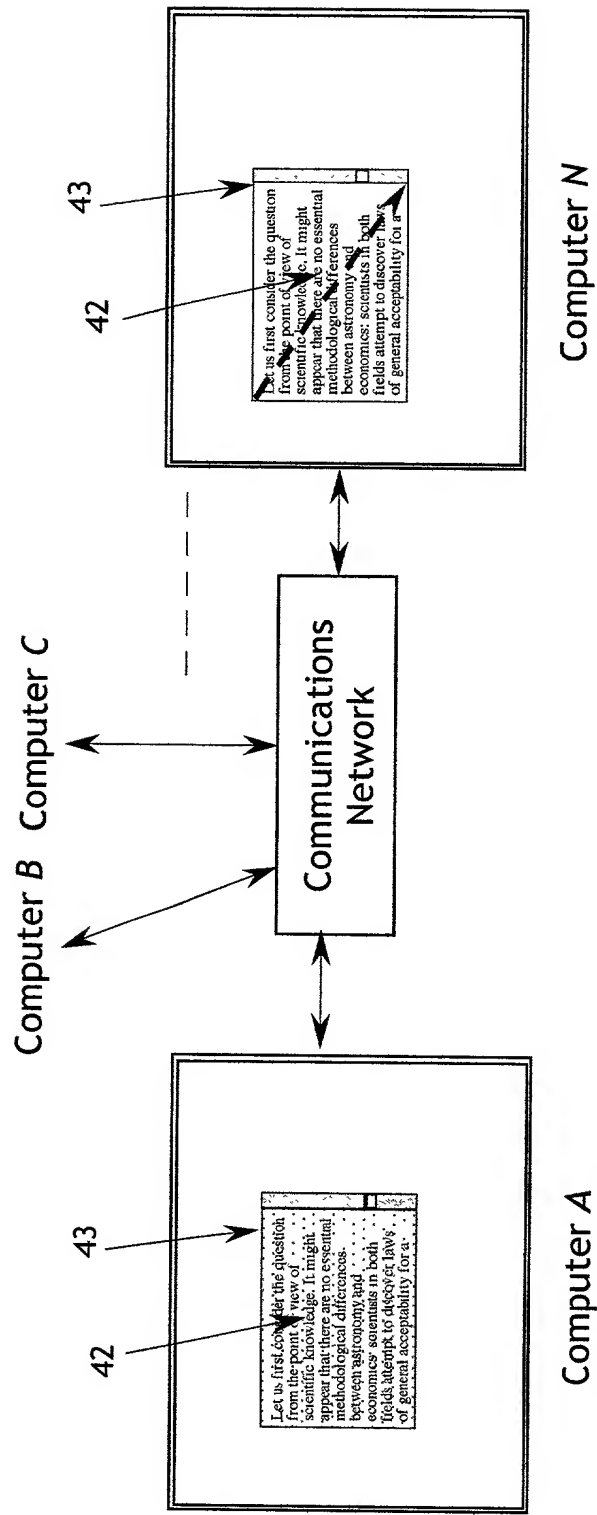 Computer B Computer C
42
43
Let us first consider the question
from the point of view of
scientific knowledge. It might
appear that there are no essential
methodological differences.
between astronomy and
economics: scientists in both
fields attempt to discover laws
of general acceptability for a
Computer A
Communications
Network
42
43
Let us first consider the question
from the point of view of
scientific knowledge. It might
appear that there are no essential
methodological differences
between astronomy and
economics: scientists in both
fields attempt to discover laws
of general acceptability for a
Computer N